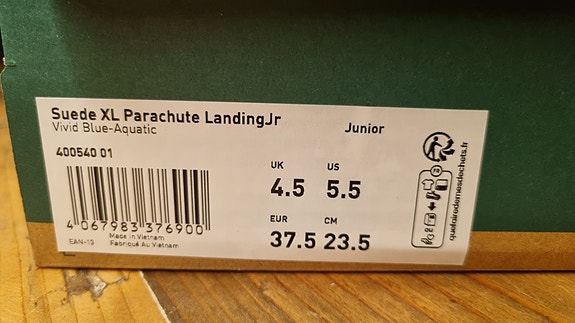 Suede XL Parachute LandingJr
Vivid Blue-Aquatic
Junior
400540 01
UK US
4.5 5.5
EUR CM
37.5 23.5
4 067983 376900
EAN-13
Made in Vietnam
Fabriqué Au Vietnam
FR
quefairedemesdechets.fr